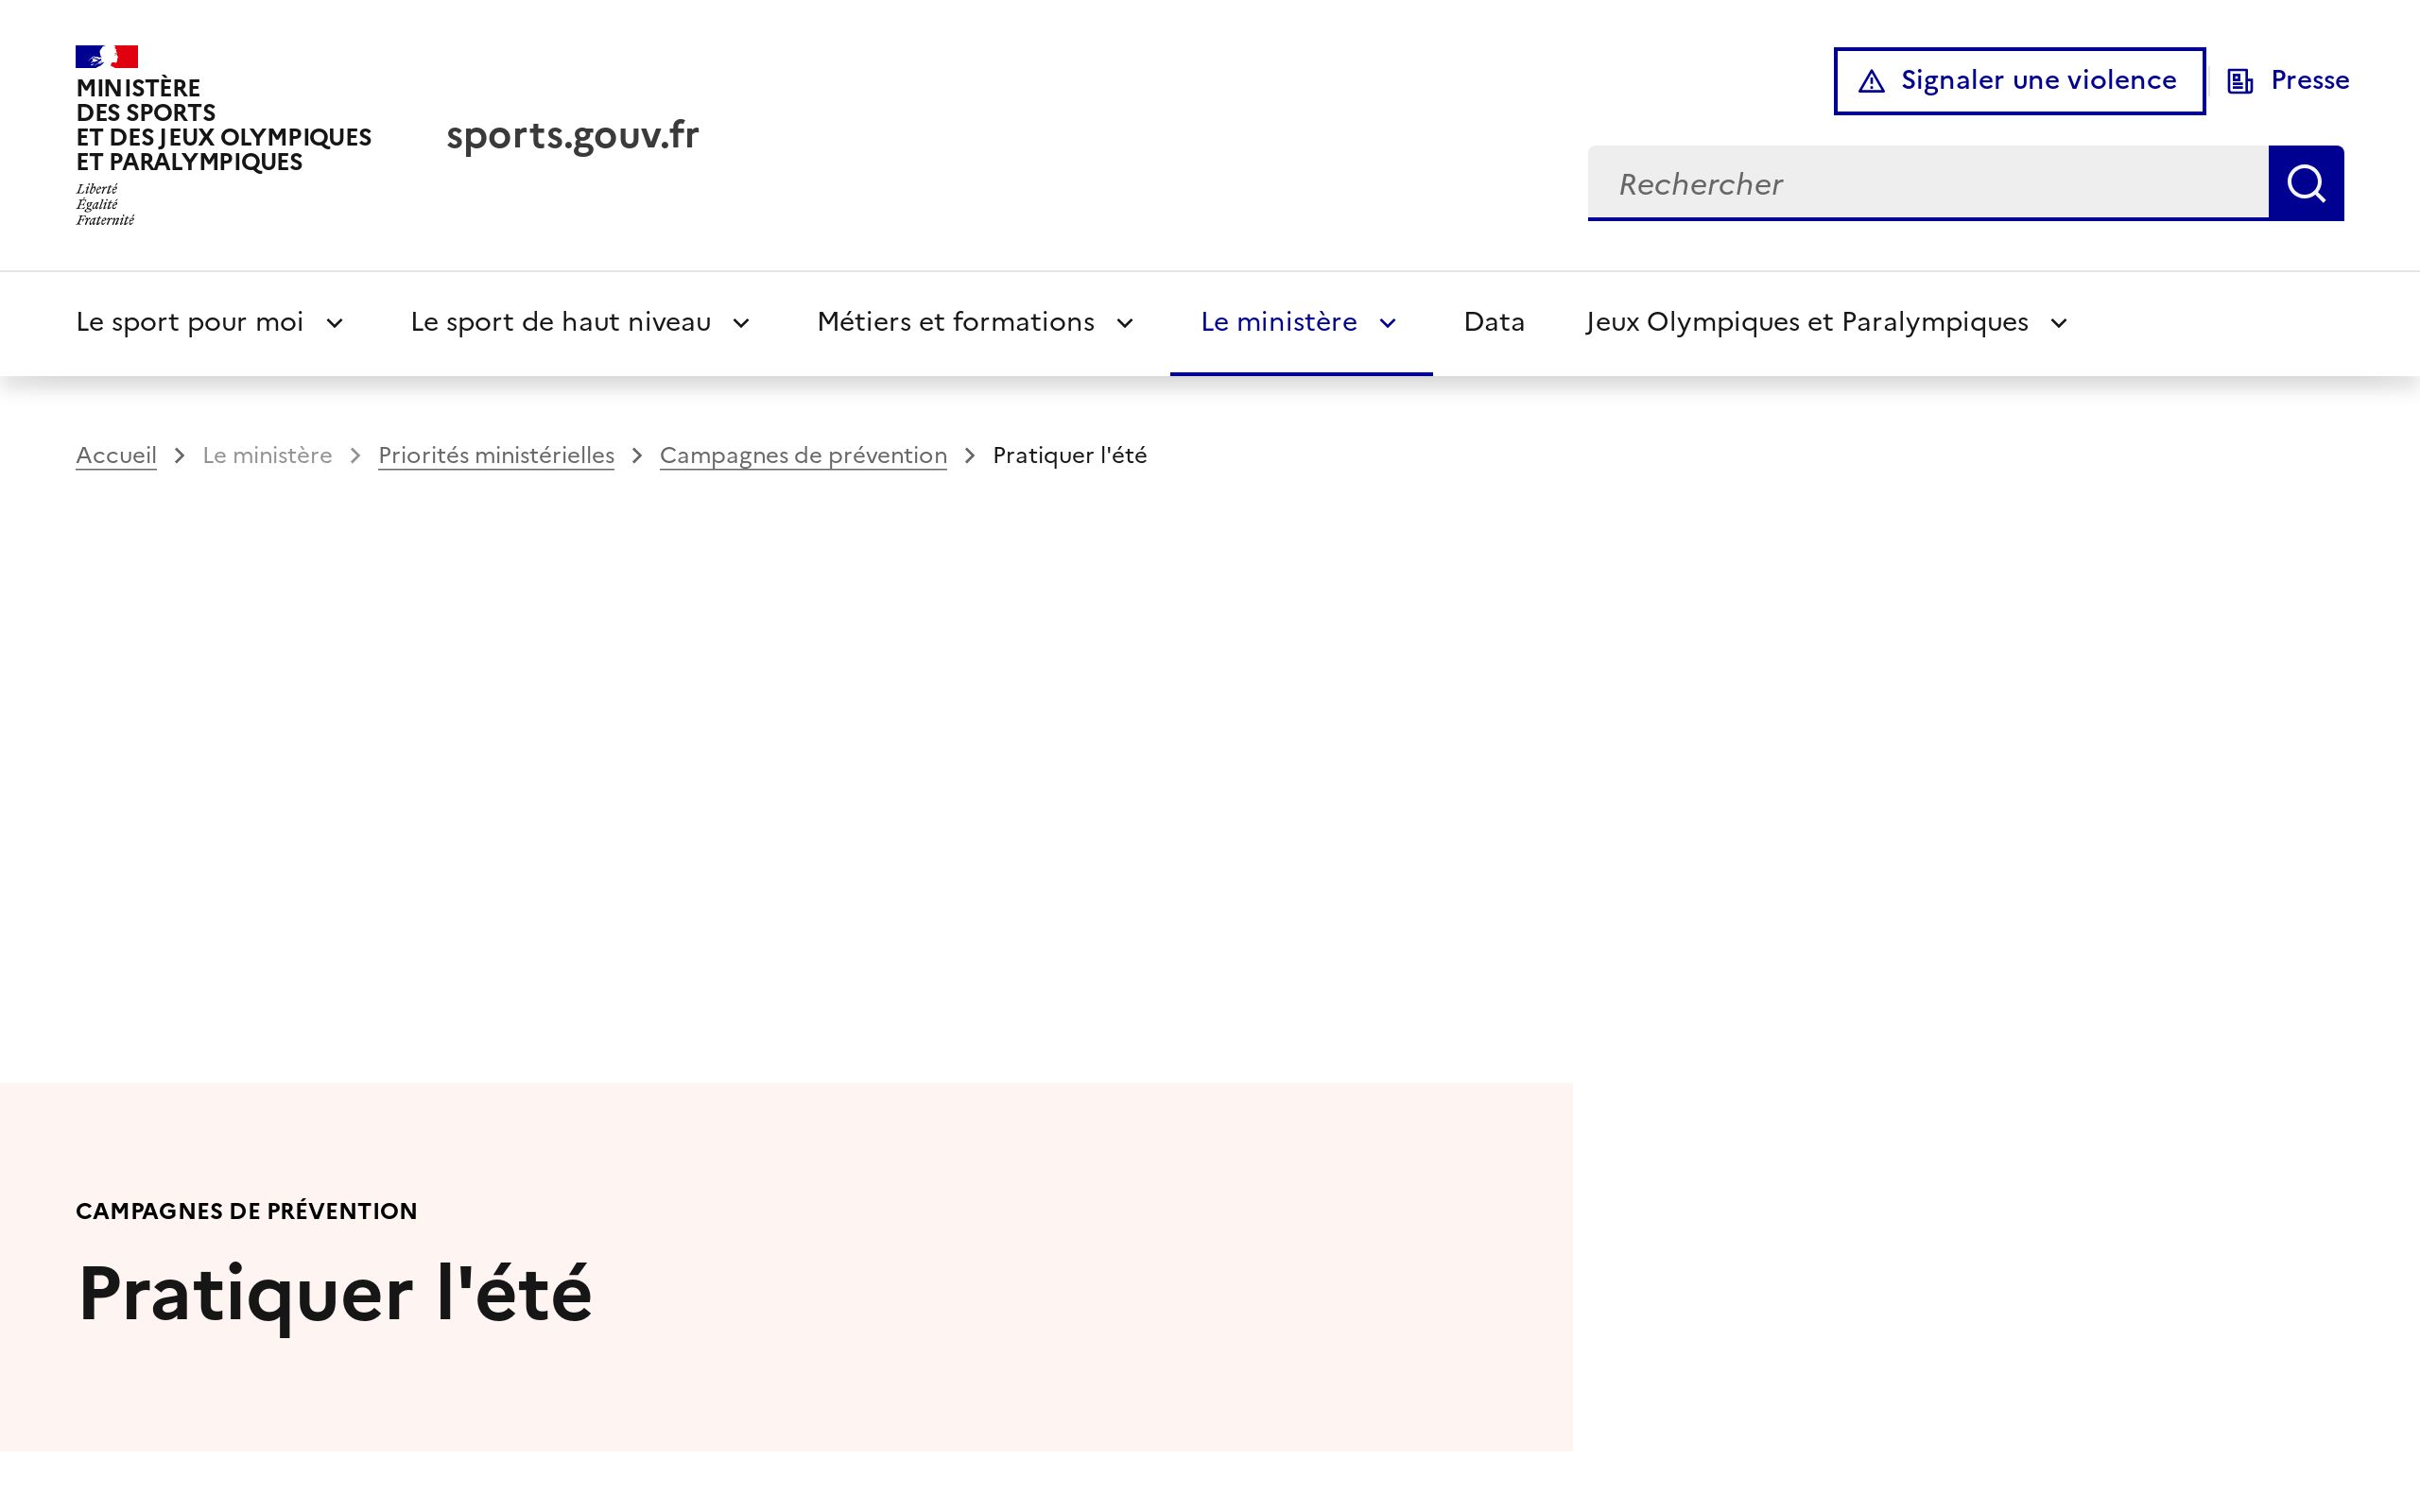 MINISTÈRE
DES SPORTS
ET DES JEUX OLYMPIQUES
ET PARALYMPIQUES
Liberté
Égalité
Fraternité
sports.gouv.fr
Signaler une violence
Presse
Rechercher
Le sport pour moi
Le sport de haut niveau
Métiers et formations
Le ministère
Data
Jeux Olympiques et Paralympiques
Accueil > Le ministère > Priorités ministérielles > Campagnes de prévention > Pratiquer l'été
CAMPAGNES DE PRÉVENTION
Pratiquer l'été